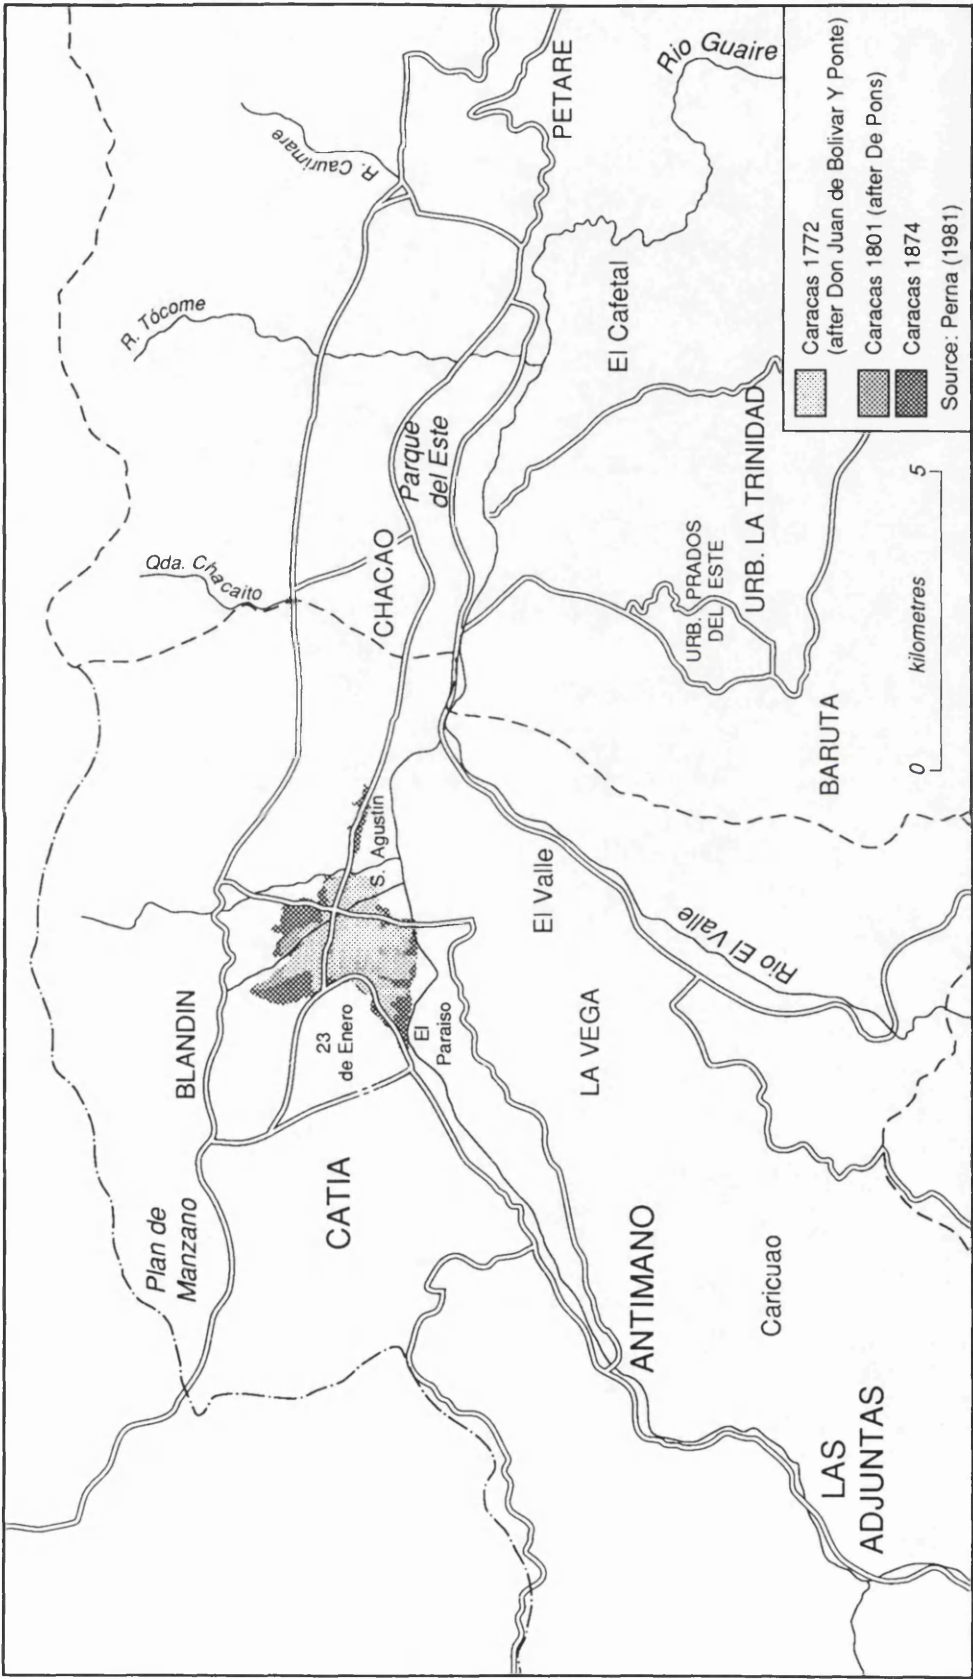 Plan de
Manzano
BLANDIN
CATIA
23
de Enero
El
Paraiso
S. Agustin
Qda. Chacaito
CHACAO
R. Tócome
R. Caurimare
Parque
del Este
PETARE
Rio Guaire
El Cafetal
El Valle
Rio El Valle
LA VEGA
ANTIMANO
Caricuao
LAS
ADJUNTAS
URB. PRADOS
DEL ESTE
URB. LA TRINIDAD
BARUTA
0 kilometres 5
Caracas 1772
(after Don Juan de Bolivar Y Ponte)
Caracas 1801 (after De Pons)
Caracas 1874
Source: Perna (1981)